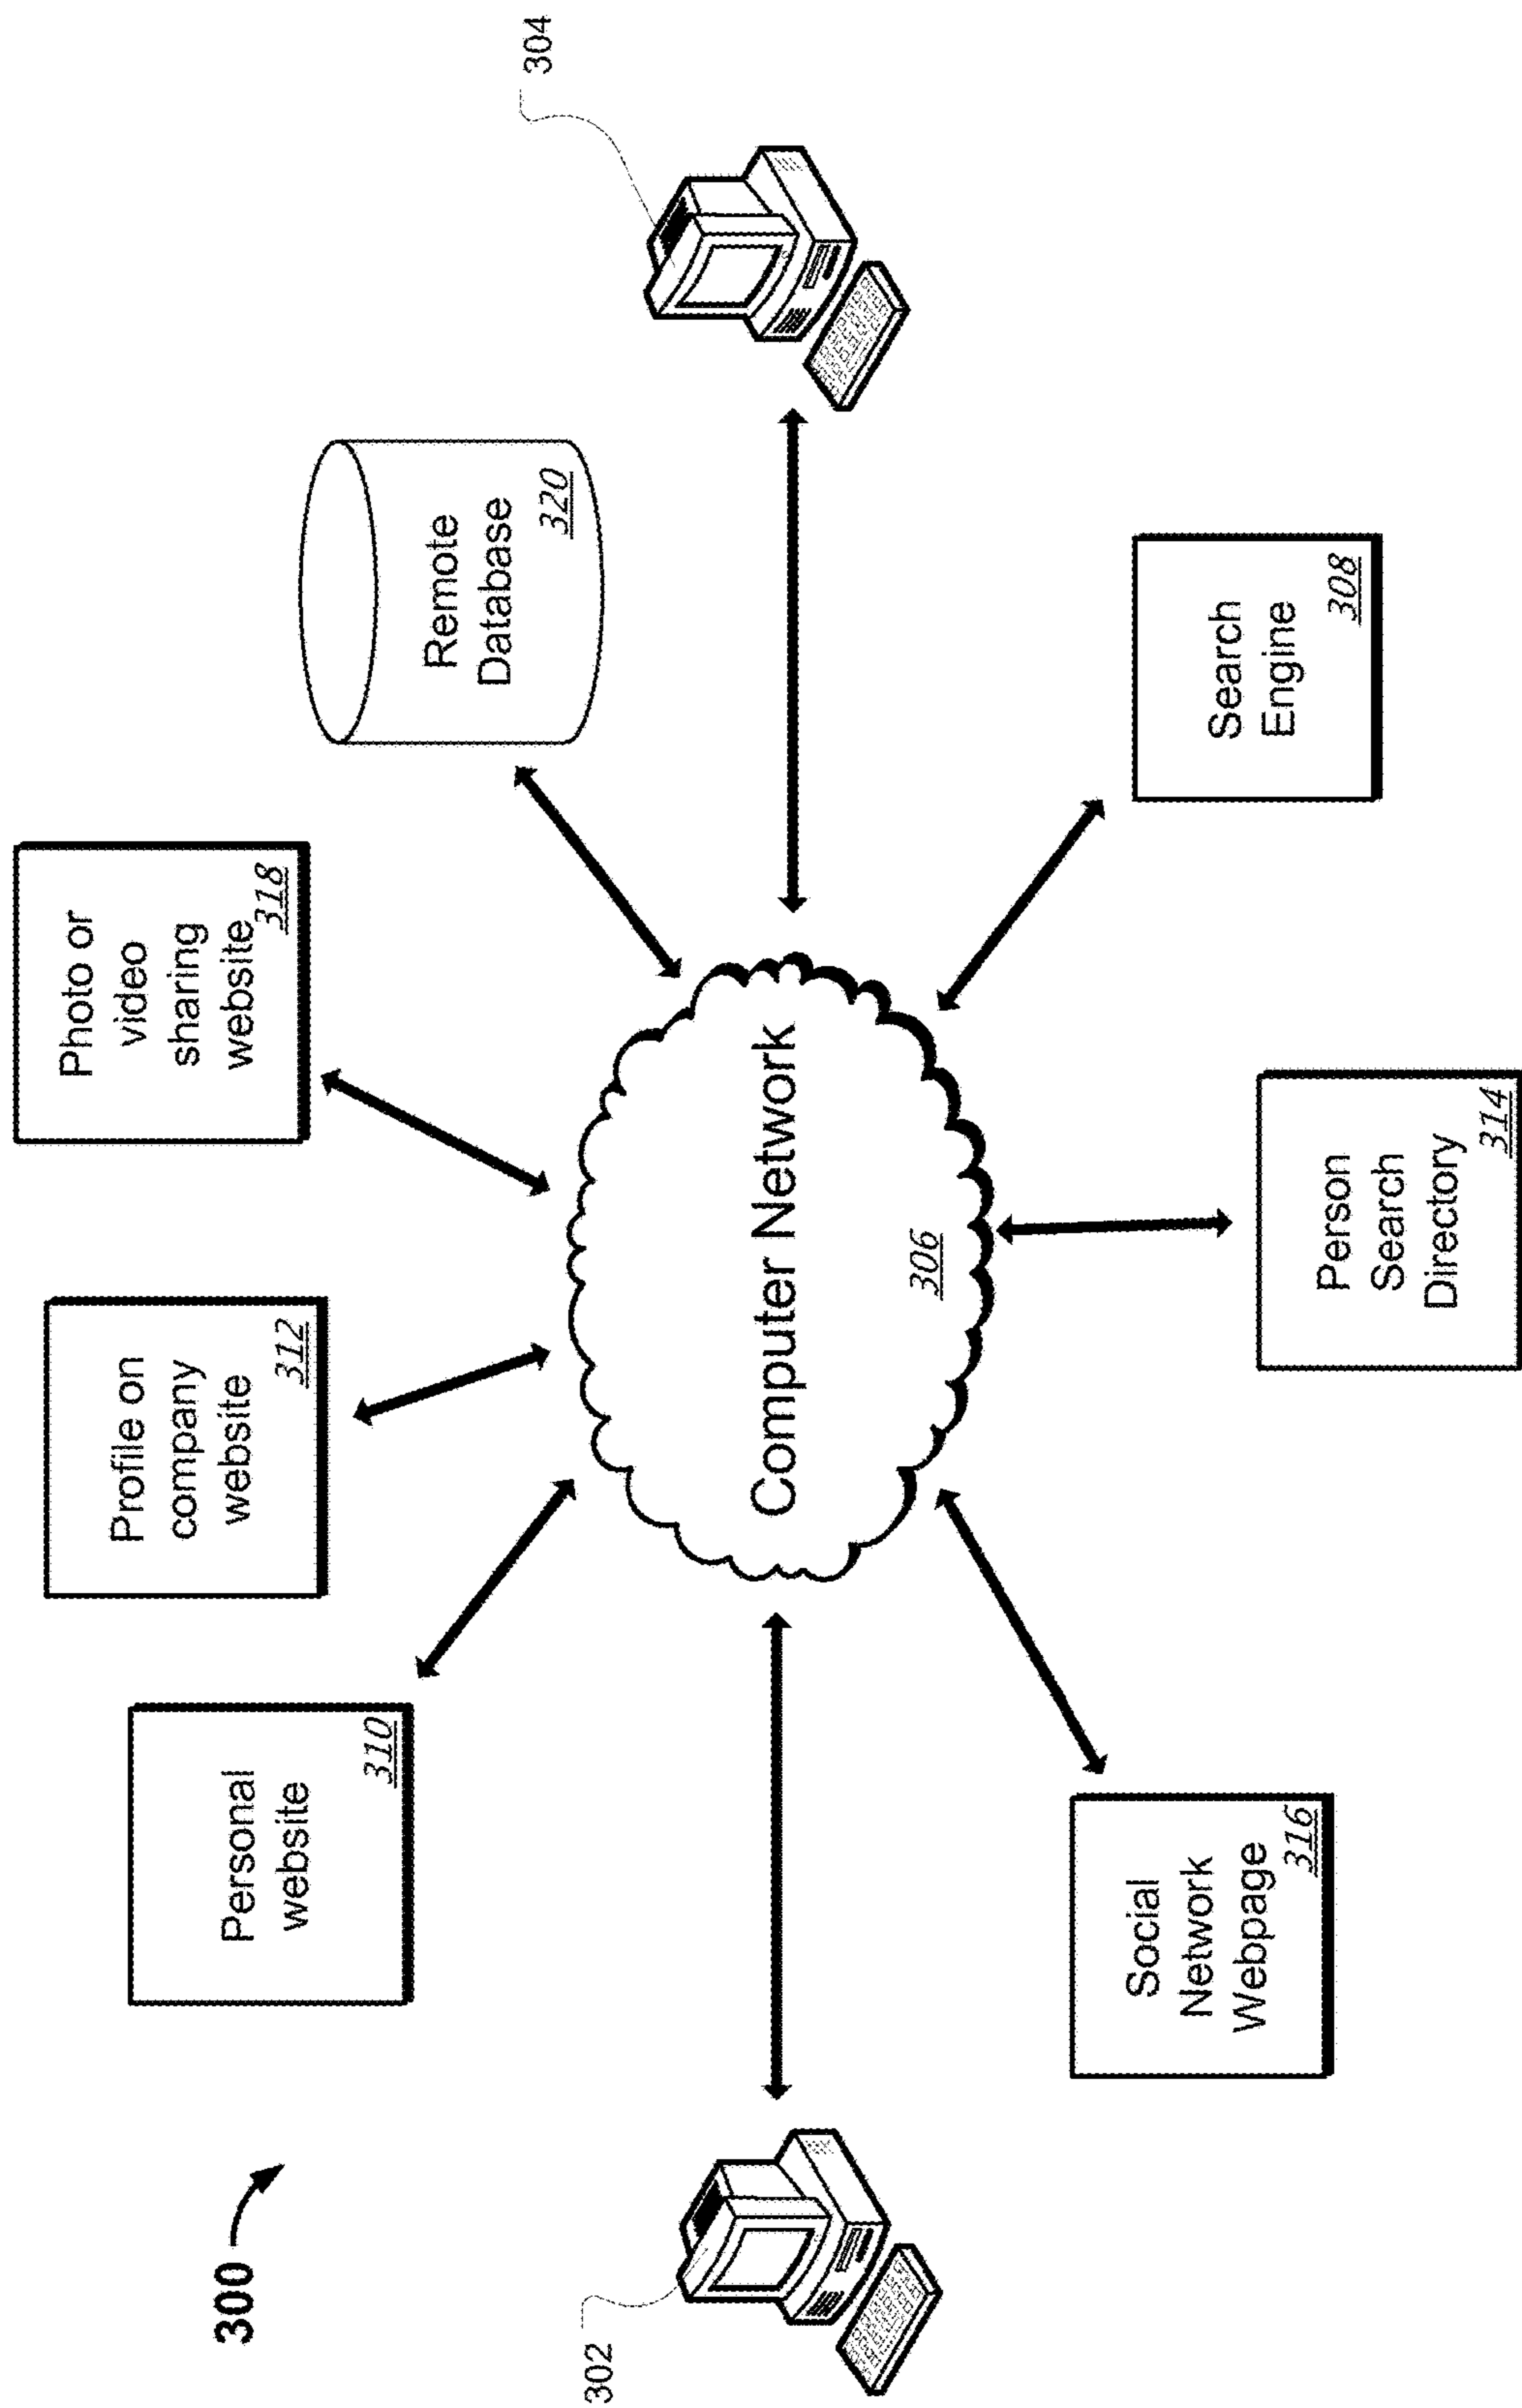 300
Personal
website
310
Profile on
company
website
312
Photo or
video
sharing
website
318
Remote
Database
320
304
302
Computer Network
306
Social
Network
Webpage
316
Person
Search
Directory
314
Search
Engine
308